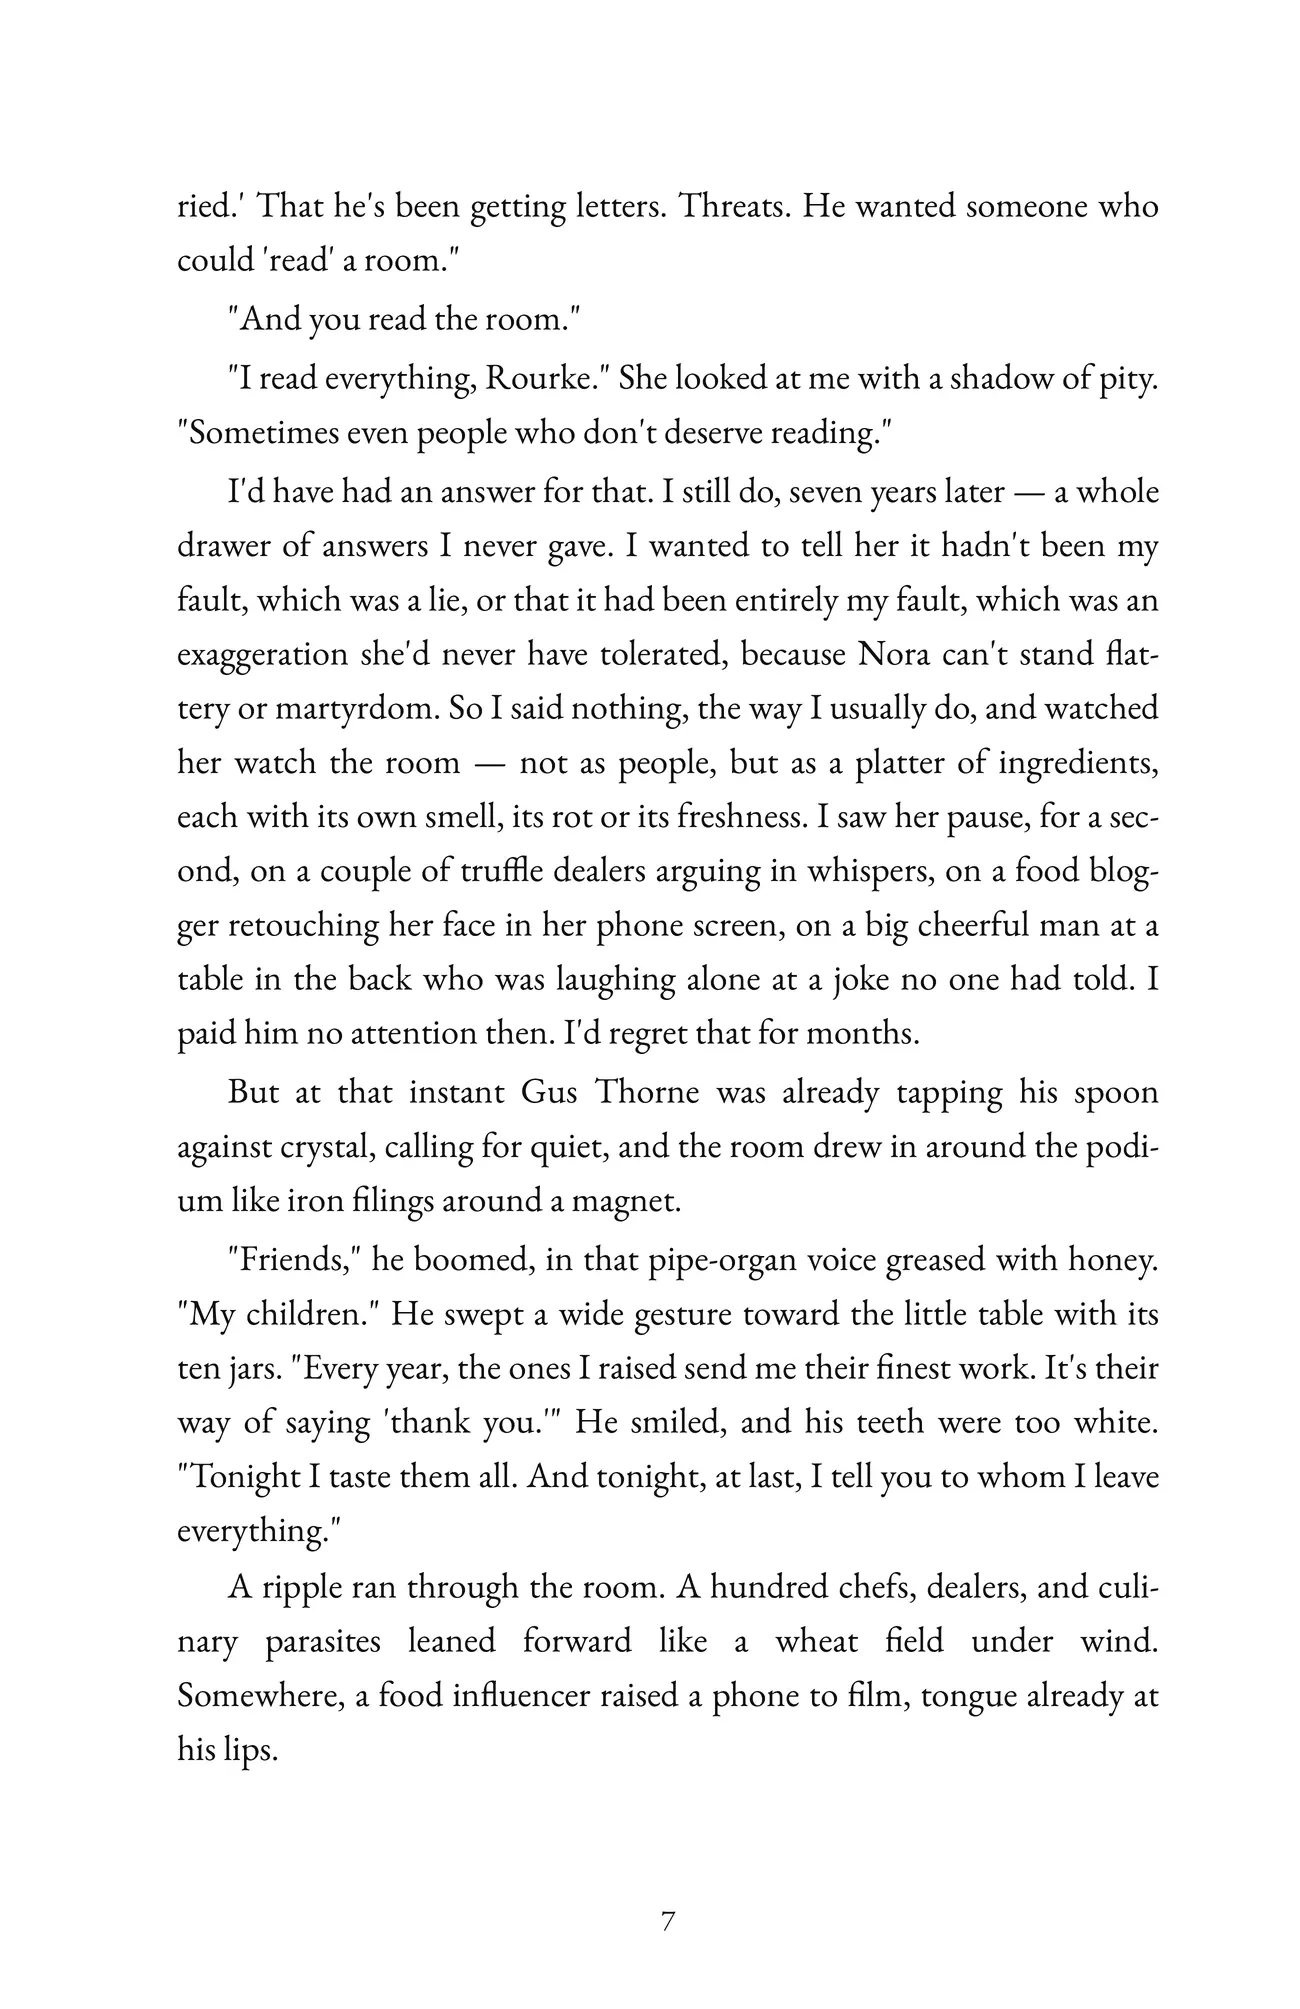 ried.' That he's been getting letters. Threats. He wanted someone who
could 'read' a room."
"And you read the room."
"I read everything, Rourke." She looked at me with a shadow of pity.
"Sometimes even people who don't deserve reading."
I'd have had an answer for that. I still do, seven years later — a whole
drawer of answers I never gave. I wanted to tell her it hadn't been my
fault, which was a lie, or that it had been entirely my fault, which was an
exaggeration she'd never have tolerated, because Nora can't stand flat-
tery or martyrdom. So I said nothing, the way I usually do, and watched
her watch the room — not as people, but as a platter of ingredients,
each with its own smell, its rot or its freshness. I saw her pause, for a sec-
ond, on a couple of truffle dealers arguing in whispers, on a food blog-
ger retouching her face in her phone screen, on a big cheerful man at a
table in the back who was laughing alone at a joke no one had told. I
paid him no attention then. I'd regret that for months.
But at that instant Gus Thorne was already tapping his spoon
against crystal, calling for quiet, and the room drew in around the podi-
um like iron filings around a magnet.
"Friends," he boomed, in that pipe-organ voice greased with honey.
"My children." He swept a wide gesture toward the little table with its
ten jars. "Every year, the ones I raised send me their finest work. It's their
way of saying 'thank you.'" He smiled, and his teeth were too white.
"Tonight I taste them all. And tonight, at last, I tell you to whom I leave
everything."
A ripple ran through the room. A hundred chefs, dealers, and culi-
nary parasites leaned forward like a wheat field under wind.
Somewhere, a food influencer raised a phone to film, tongue already at
his lips.
7